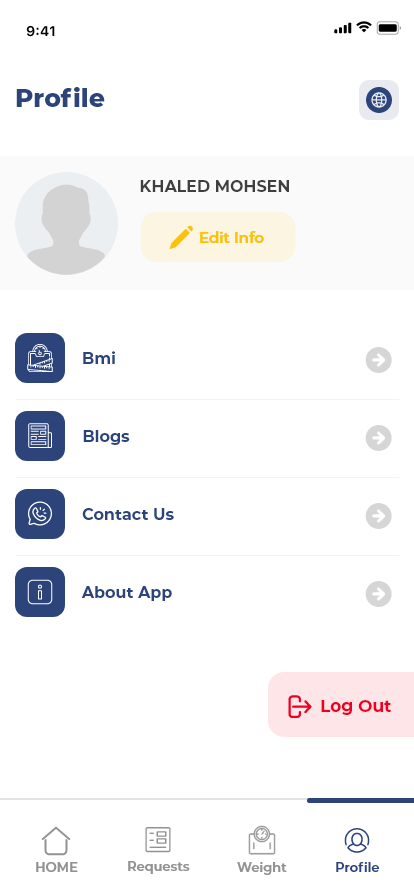 9:41
Profile
KHALED MOHSEN
Edit Info
Bmi
Blogs
Contact Us
About App
Log Out
HOME
Requests
Weight
Profile